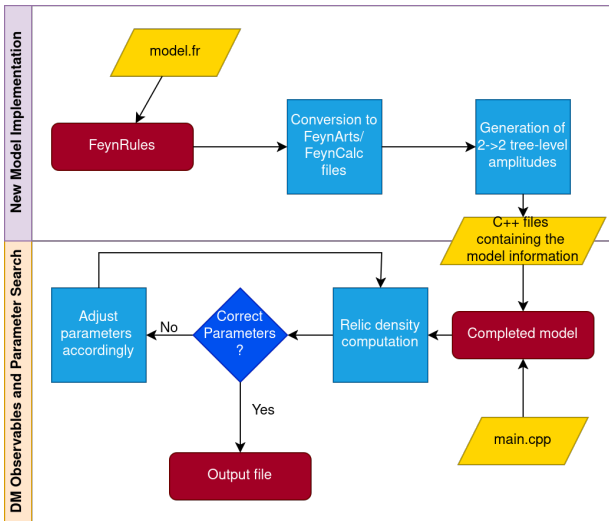 New Model Implementation
model.fr
FeynRules
Conversion to
FeynArts/
FeynCalc
files
Generation of
2->2 tree-level
amplitudes
C++ files
containing the
model information
DM Observables and Parameter Search
Adjust
parameters
accordingly
No
Correct
Parameters
?
Relic density
computation
Completed model
Yes
main.cpp
Output file